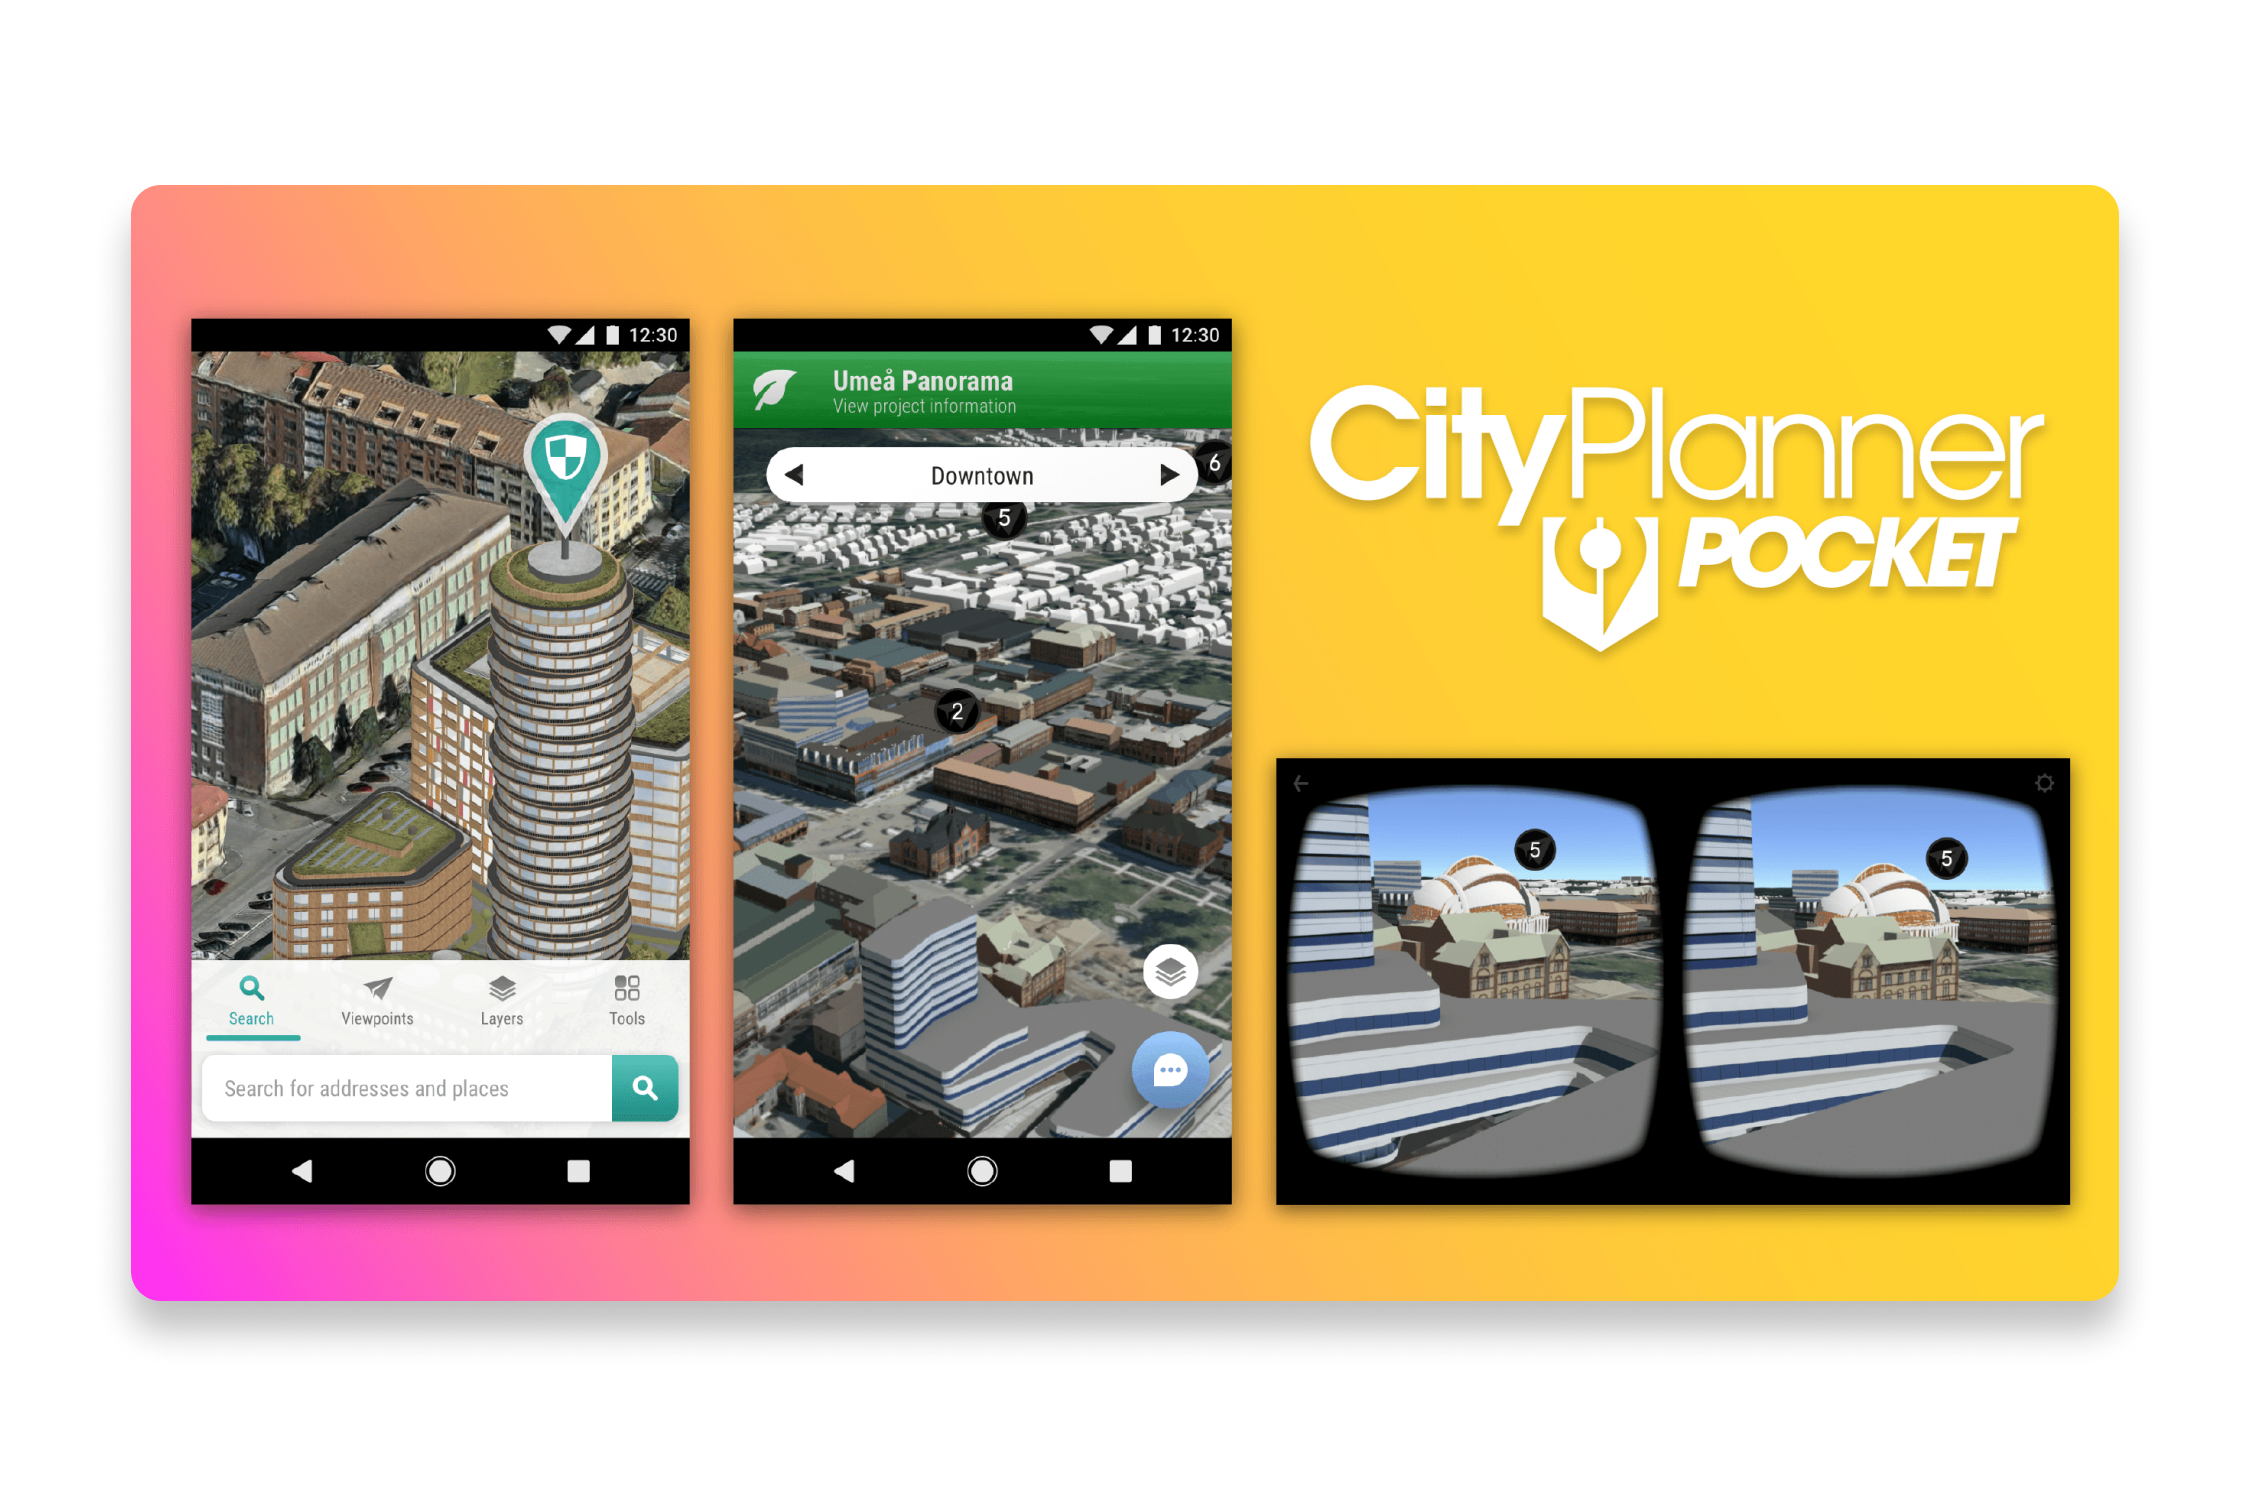 12:30
Search
Viewpoints
Layers
Tools
Search for addresses and places
12:30
Umeå Panorama
View project information
Downtown
6
5
2
CityPlanner
POCKET
5
5